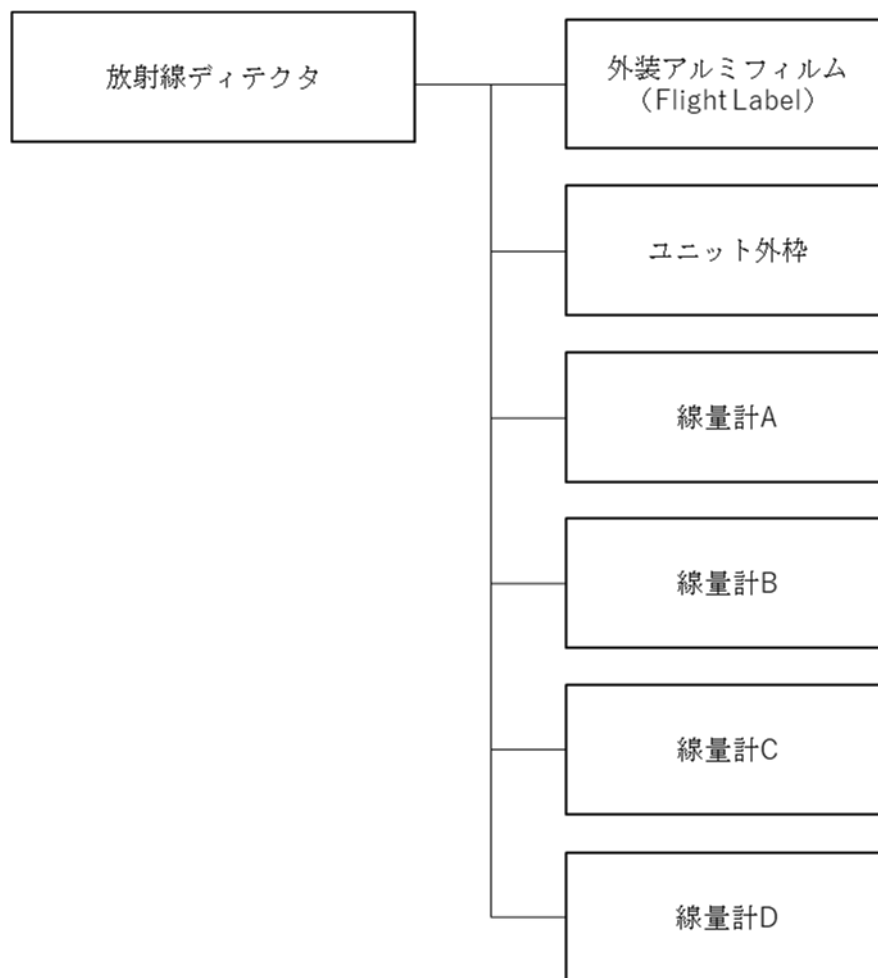 放射線ディテクタ
外装アルミフィルム
（Flight Label）
ユニット外枠
線量計A
線量計B
線量計C
線量計D